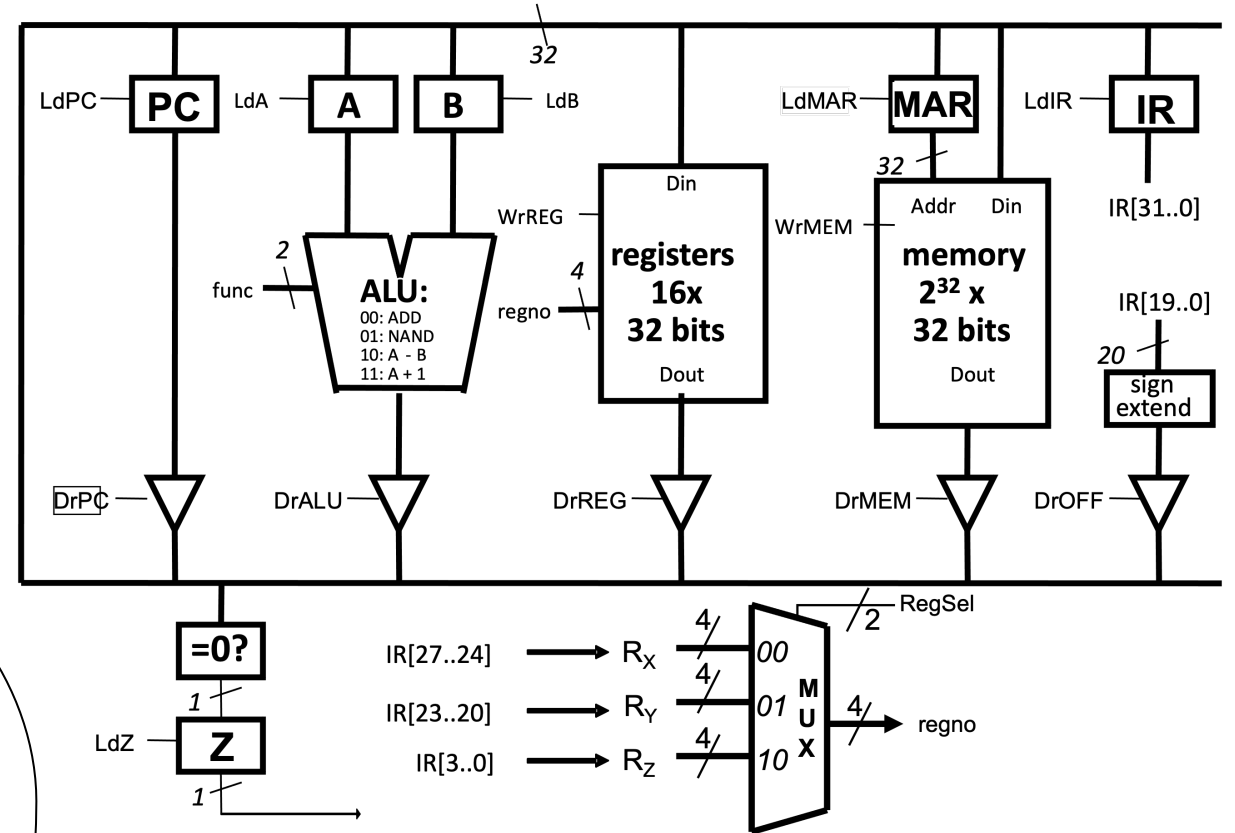 32
LdPC
PC
LdA
A
B
LdB
LdMAR
MAR
LdIR
IR
32
Din
Addr
Din
IR[31..0]
WrREG
WrMEM
2
func
ALU:
00: ADD
01: NAND
10: A - B
11: A + 1
4
regno
registers
16x
32 bits
Dout
memory
2³² x
32 bits
Dout
IR[19..0]
20
sign
extend
DrPC
DrALU
DrREG
DrMEM
DrOFF
=0?
1
LdZ
Z
1
RegSel
2
IR[27..24]
RX
4
00
IR[23..20]
RY
4
01
IR[3..0]
RZ
4
10
M
U
X
4
regno